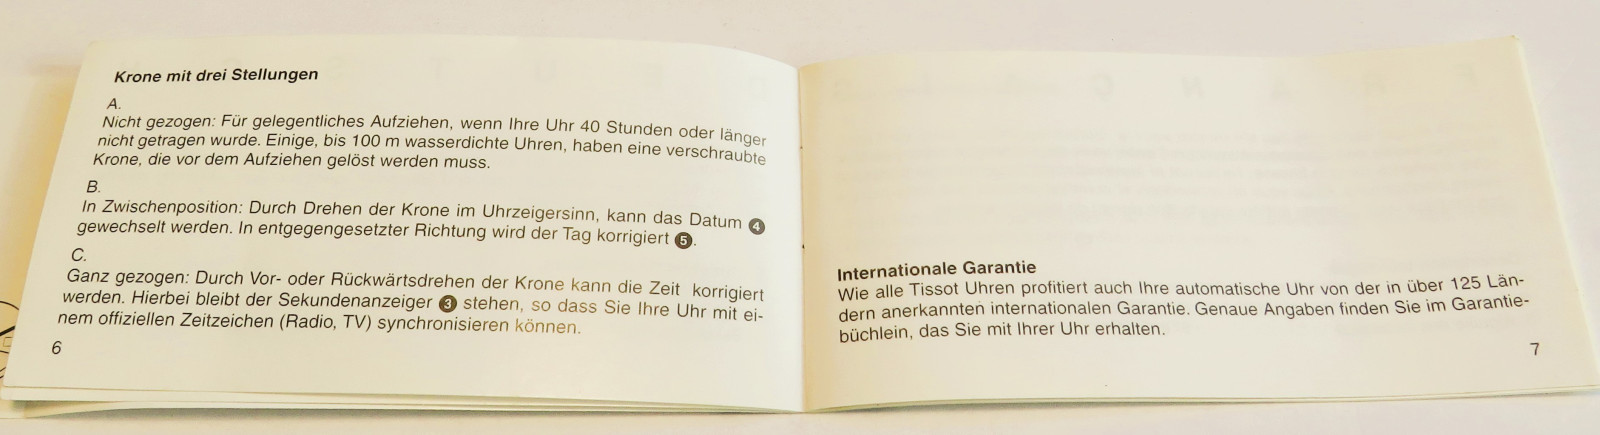 Krone mit drei Stellungen
A.
Nicht gezogen: Für gelegentliches Aufziehen, wenn Ihre Uhr 40 Stunden oder länger
nicht getragen wurde. Einige, bis 100 m wasserdichte Uhren, haben eine verschraubte
Krone, die vor dem Aufziehen gelöst werden muss.
B.
In Zwischenposition: Durch Drehen der Krone im Uhrzeigersinn, kann das Datum 4
gewechselt werden. In entgegengesetzter Richtung wird der Tag korrigiert 5.
C.
Ganz gezogen: Durch Vor- oder Rückwärtsdrehen der Krone kann die Zeit korrigiert
werden. Hierbei bleibt der Sekundenanzeiger 3 stehen, so dass Sie Ihre Uhr mit ei-
nem offiziellen Zeitzeichen (Radio, TV) synchronisieren können.
6
Internationale Garantie
Wie alle Tissot Uhren profitiert auch Ihre automatische Uhr von der in über 125 Län-
dern anerkannten internationalen Garantie. Genaue Angaben finden Sie im Garantie-
büchlein, das Sie mit Ihrer Uhr erhalten.
7